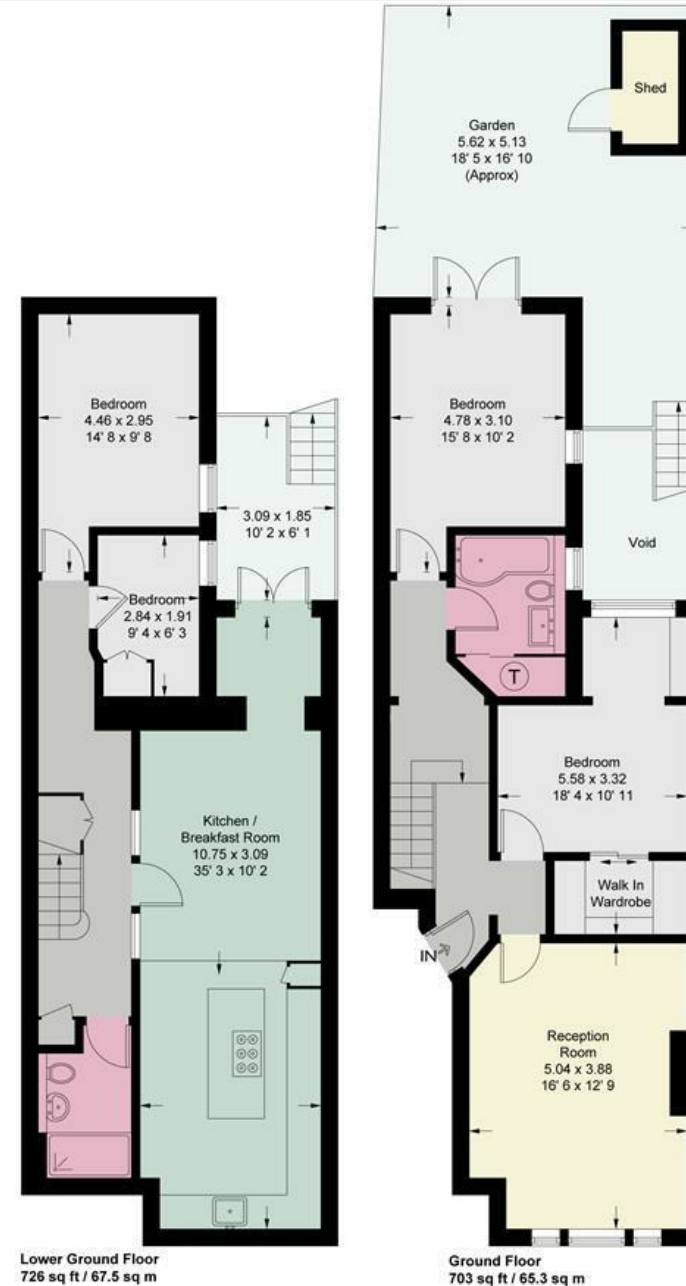 Bedroom
4.46 x 2.95
14' 8 x 9' 8
3.09 x 1.85
10' 2 x 6' 1
Bedroom
2.84 x 1.91
9' 4 x 6' 3
Kitchen /
Breakfast Room
10.75 x 3.09
35' 3 x 10' 2
Lower Ground Floor
726 sq ft / 67.5 sq m
Shed
Garden
5.62 x 5.13
18' 5 x 16' 10
(Approx)
Bedroom
4.78 x 3.10
15' 8 x 10' 2
Void
T
Bedroom
5.58 x 3.32
18' 4 x 10' 11
Walk In
Wardrobe
IN
Reception
Room
5.04 x 3.88
16' 6 x 12' 9
Ground Floor
703 sq ft / 65.3 sq m